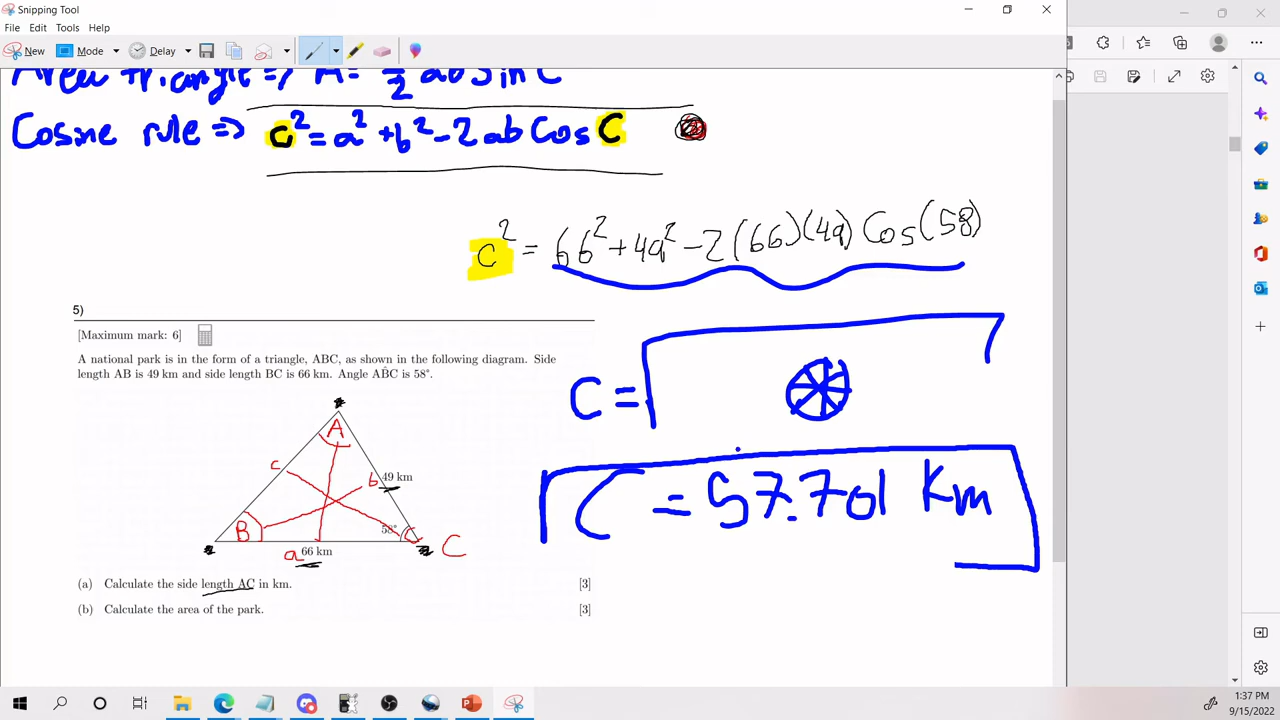 Snipping Tool
File Edit Tools Help
New Mode Delay
Area triangle => A = 1/2 ab Sin C
Cosine rule => c² = a² + b² - 2 ab Cos C
c² = 66² + 49² - 2 (66)(49) Cos (58)
5)
[Maximum mark: 6]
A national park is in the form of a triangle, ABC, as shown in the following diagram. Side
length AB is 49 km and side length BC is 66 km. Angle AB̂C is 58°.
C =
A
c
b 49 km
C = 57.701 Km
B 58° C C
a 66 km
(a) Calculate the side length AC in km. [3]
(b) Calculate the area of the park. [3]
1:37 PM
9/15/2022